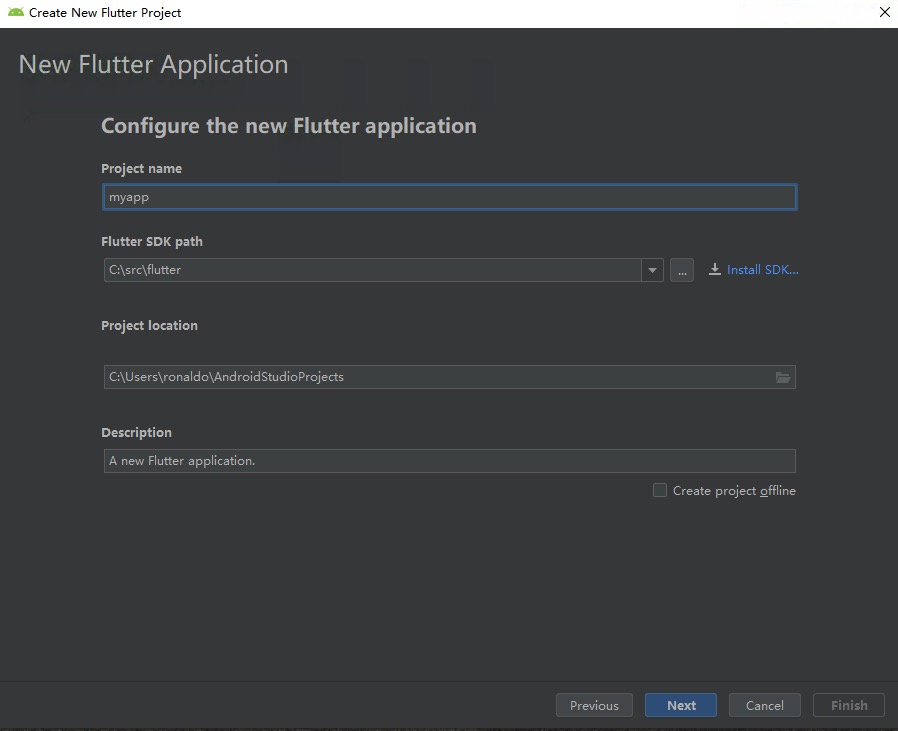 Create New Flutter Project
New Flutter Application
Configure the new Flutter application
Project name
myapp
Flutter SDK path
C:\src\flutter
...
Install SDK...
Project location
C:\Users\ronaldo\AndroidStudioProjects
Description
A new Flutter application.
Create project offline
Previous
Next
Cancel
Finish